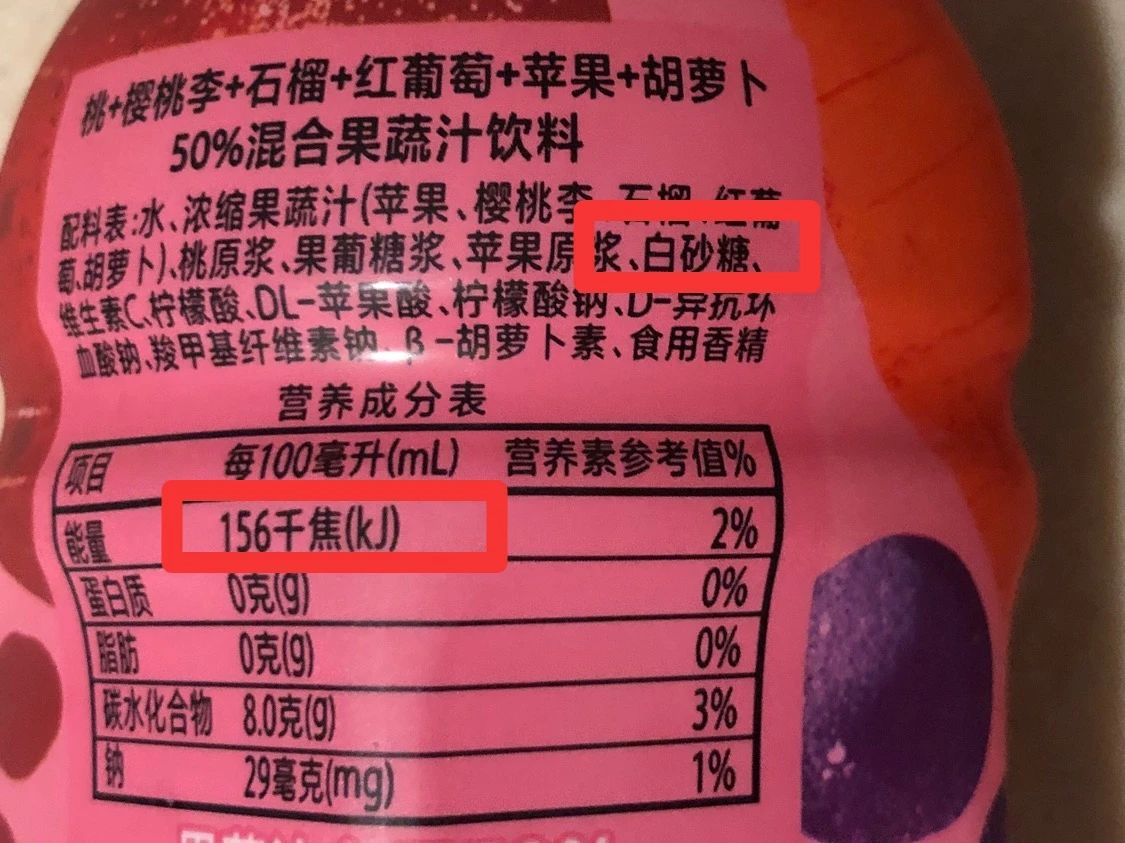 桃+樱桃李+石榴+红葡萄+苹果+胡萝卜
50%混合果蔬汁饮料
配料表:水、浓缩果蔬汁(苹果、樱桃李、石榴、红葡
萄、胡萝卜)、桃原浆、果葡糖浆、苹果原浆、白砂糖、
维生素C、柠檬酸、DL-苹果酸、柠檬酸钠、D-异抗坏
血酸钠、羧甲基纤维素钠、β-胡萝卜素、食用香精
营养成分表
项目 每100毫升(mL) 营养素参考值%
能量 156千焦(kJ) 2%
蛋白质 0克(g) 0%
脂肪 0克(g) 0%
碳水化合物 8.0克(g) 3%
钠 29毫克(mg) 1%